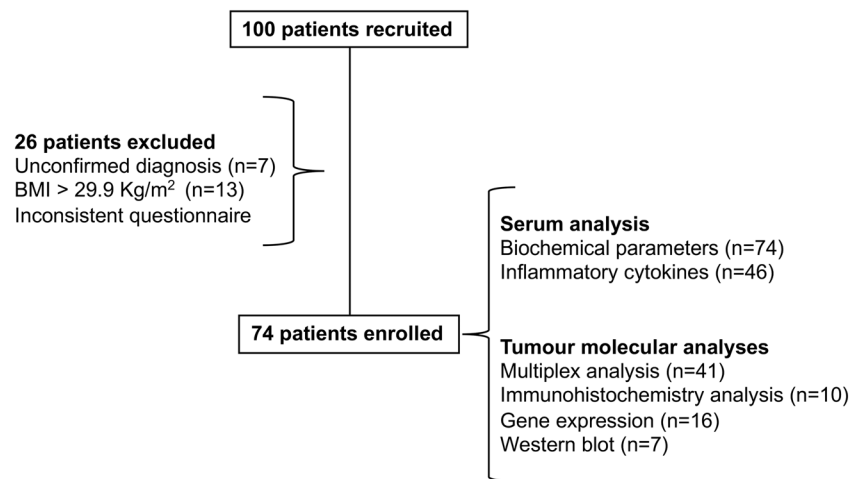 100 patients recruited
26 patients excluded
Unconfirmed diagnosis (n=7)
BMI > 29.9 Kg/m² (n=13)
Inconsistent questionnaire
Serum analysis
Biochemical parameters (n=74)
Inflammatory cytokines (n=46)
74 patients enrolled
Tumour molecular analyses
Multiplex analysis (n=41)
Immunohistochemistry analysis (n=10)
Gene expression (n=16)
Western blot (n=7)